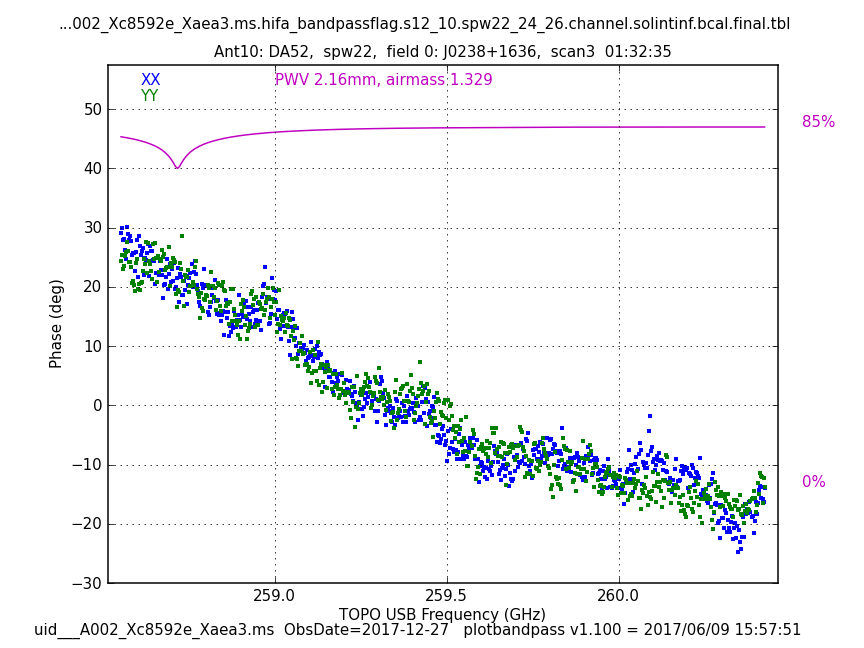 ...002_Xc8592e_Xaea3.ms.hifa_bandpassflag.s12_10.spw22_24_26.channel.solintinf.bcal.final.tbl
Ant10: DA52,  spw22,  field 0: J0238+1636,  scan3  01:32:35
XX
PWV 2.16mm, airmass 1.329
YY
50
85%
40
30
20
10
0
−10
0%
−20
−30
Phase (deg)
259.0
259.5
260.0
TOPO USB Frequency (GHz)
uid___A002_Xc8592e_Xaea3.ms  ObsDate=2017-12-27   plotbandpass v1.100 = 2017/06/09 15:57:51